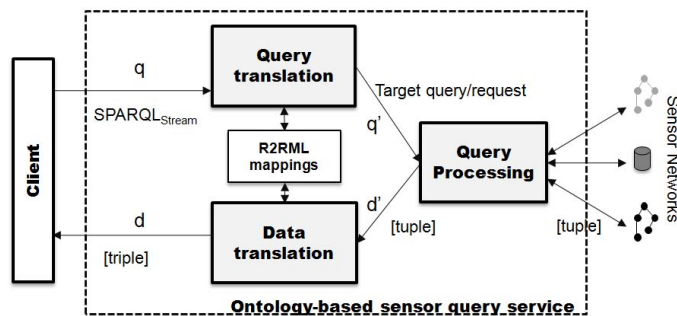 Client
q
SPARQLStream
Query
translation
R2RML
mappings
Target query/request
q'
Query
Processing
Sensor Networks
d
[triple]
Data
translation
d'
[tuple]
[tuple]
Ontology-based sensor query service